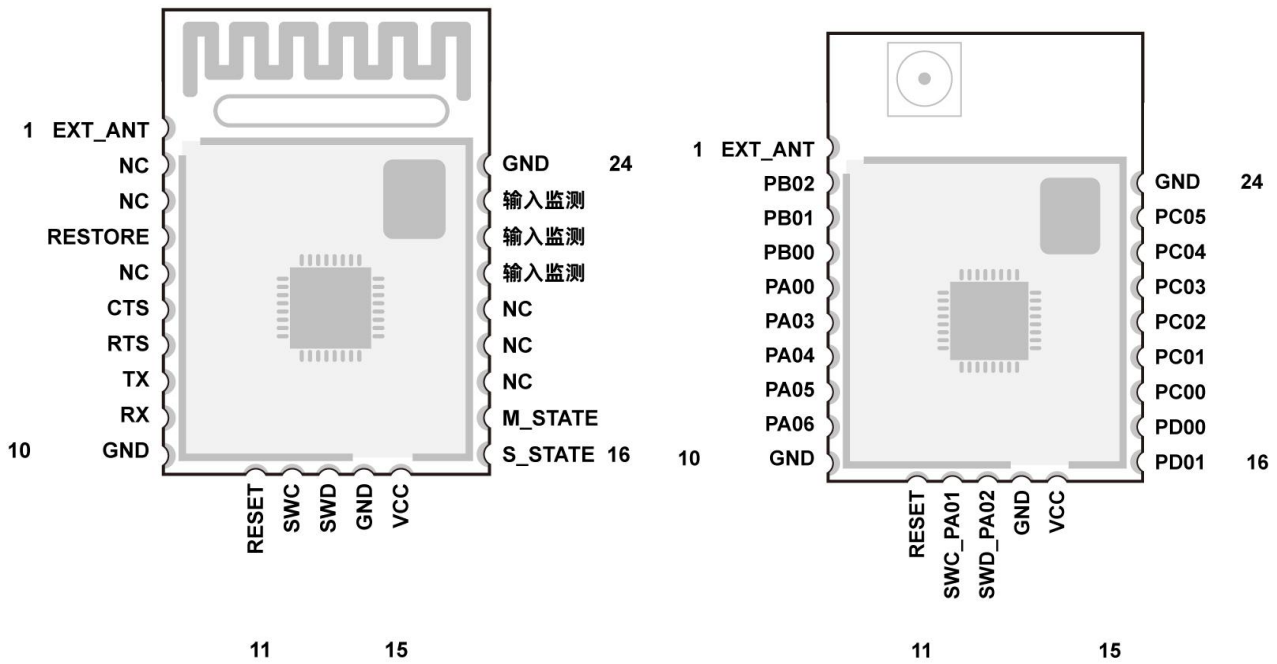 1 EXT_ANT
NC
NC
RESTORE
NC
CTS
RTS
TX
RX
10 GND
RESET
SWC
SWD
GND
VCC
11 15
GND 24
输入监测
输入监测
输入监测
NC
NC
NC
M_STATE
S_STATE 16
1 EXT_ANT
PB02
PB01
PB00
PA00
PA03
PA04
PA05
PA06
10 GND
RESET
SWC_PA01
SWD_PA02
GND
VCC
11 15
GND 24
PC05
PC04
PC03
PC02
PC01
PC00
PD00
PD01 16